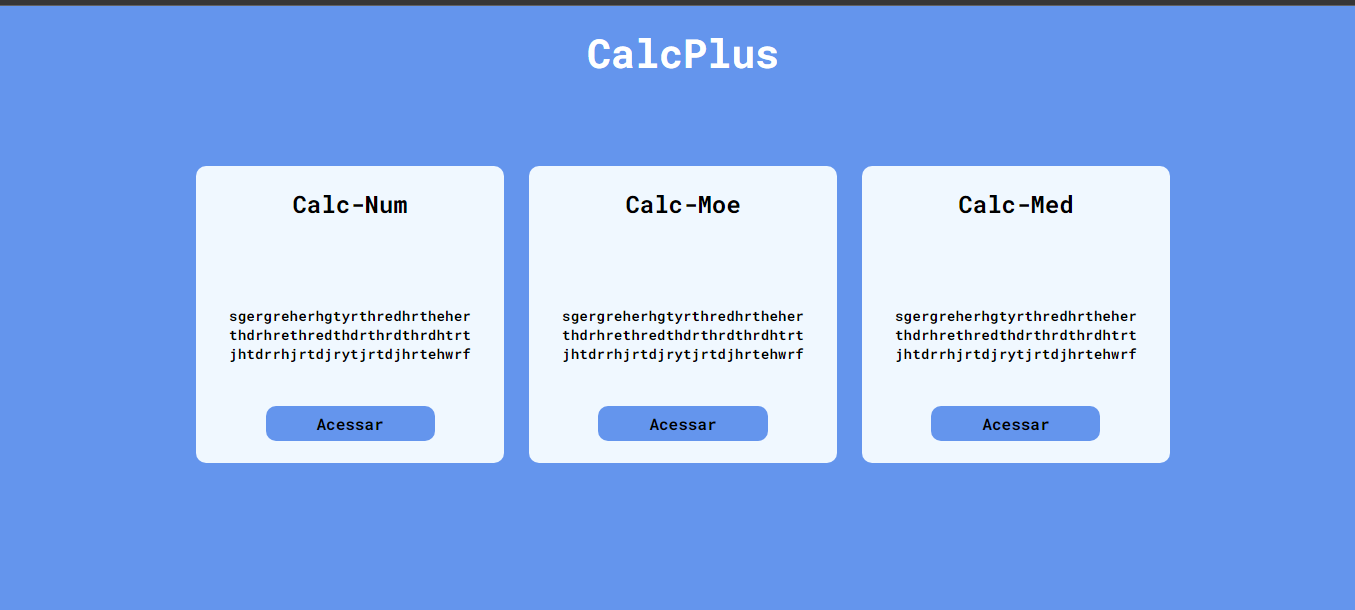 CalcPlus
Calc-Num
sgergreherhgtyrthredhrtheher
thdrhrethredthdrthrdthrdhtrt
jhtdrrhjrtdjrytjrtdjhrtehwrf
Acessar
Calc-Moe
sgergreherhgtyrthredhrtheher
thdrhrethredthdrthrdthrdhtrt
jhtdrrhjrtdjrytjrtdjhrtehwrf
Acessar
Calc-Med
sgergreherhgtyrthredhrtheher
thdrhrethredthdrthrdthrdhtrt
jhtdrrhjrtdjrytjrtdjhrtehwrf
Acessar